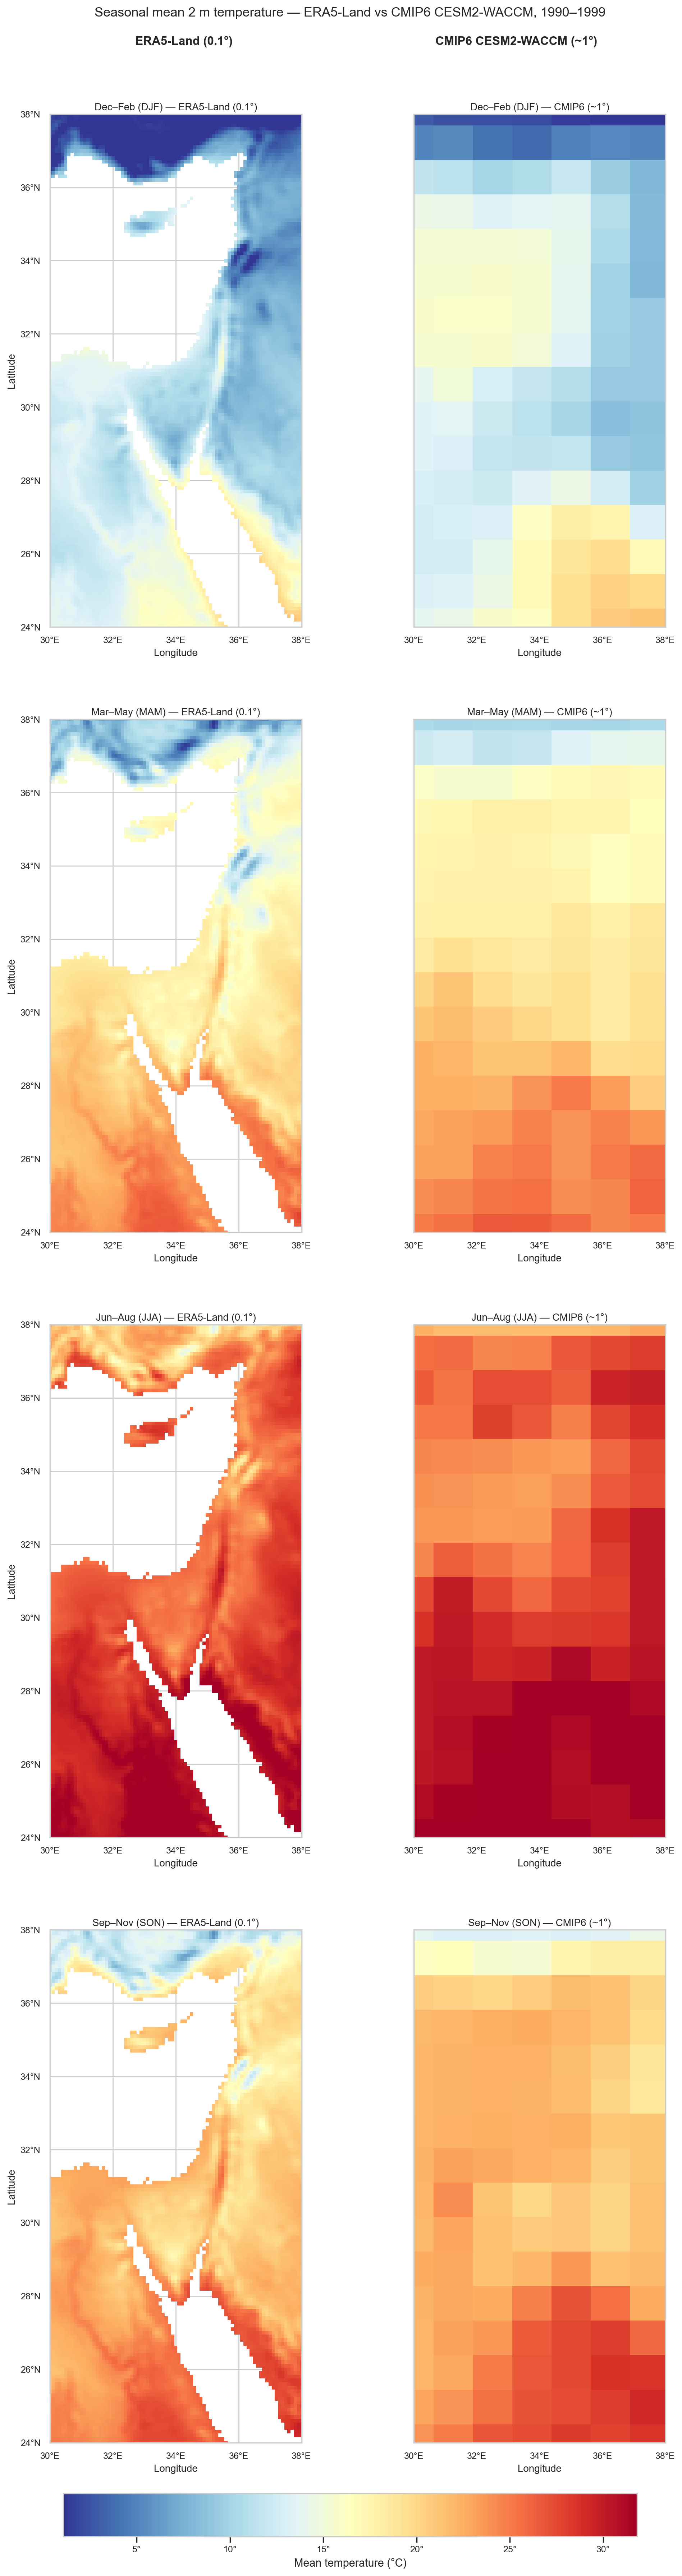 Seasonal mean 2 m temperature — ERA5-Land vs CMIP6 CESM2-WACCM, 1990–1999
ERA5-Land (0.1°)
CMIP6 CESM2-WACCM (~1°)
Dec–Feb (DJF) — ERA5-Land (0.1°)
38°N
36°N
34°N
32°N
30°N
28°N
26°N
24°N
Latitude
30°E
32°E
34°E
36°E
38°E
Longitude
Dec–Feb (DJF) — CMIP6 (~1°)
30°E
32°E
34°E
36°E
38°E
Longitude
Mar–May (MAM) — ERA5-Land (0.1°)
38°N
36°N
34°N
32°N
30°N
28°N
26°N
24°N
Latitude
30°E
32°E
34°E
36°E
38°E
Longitude
Mar–May (MAM) — CMIP6 (~1°)
30°E
32°E
34°E
36°E
38°E
Longitude
Jun–Aug (JJA) — ERA5-Land (0.1°)
38°N
36°N
34°N
32°N
30°N
28°N
26°N
24°N
Latitude
30°E
32°E
34°E
36°E
38°E
Longitude
Jun–Aug (JJA) — CMIP6 (~1°)
30°E
32°E
34°E
36°E
38°E
Longitude
Sep–Nov (SON) — ERA5-Land (0.1°)
38°N
36°N
34°N
32°N
30°N
28°N
26°N
24°N
Latitude
30°E
32°E
34°E
36°E
38°E
Longitude
Sep–Nov (SON) — CMIP6 (~1°)
30°E
32°E
34°E
36°E
38°E
Longitude
5°
10°
15°
20°
25°
30°
Mean temperature (°C)